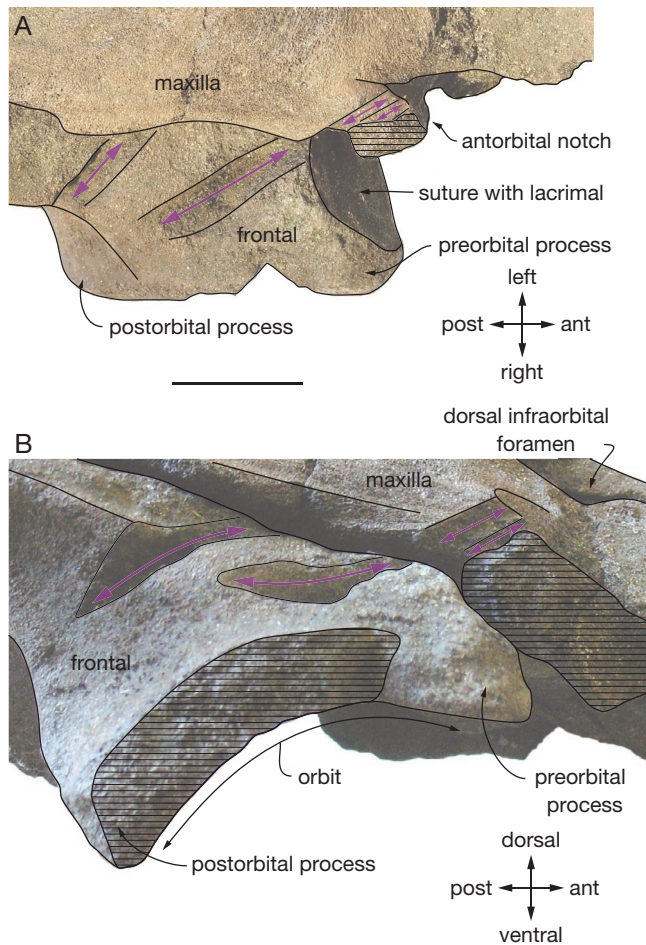 A
maxilla
antorbital notch
suture with lacrimal
frontal
preorbital process
postorbital process
left
post
ant
right
dorsal infraorbital
foramen
B
maxilla
frontal
orbit
preorbital
process
postorbital process
dorsal
post
ant
ventral